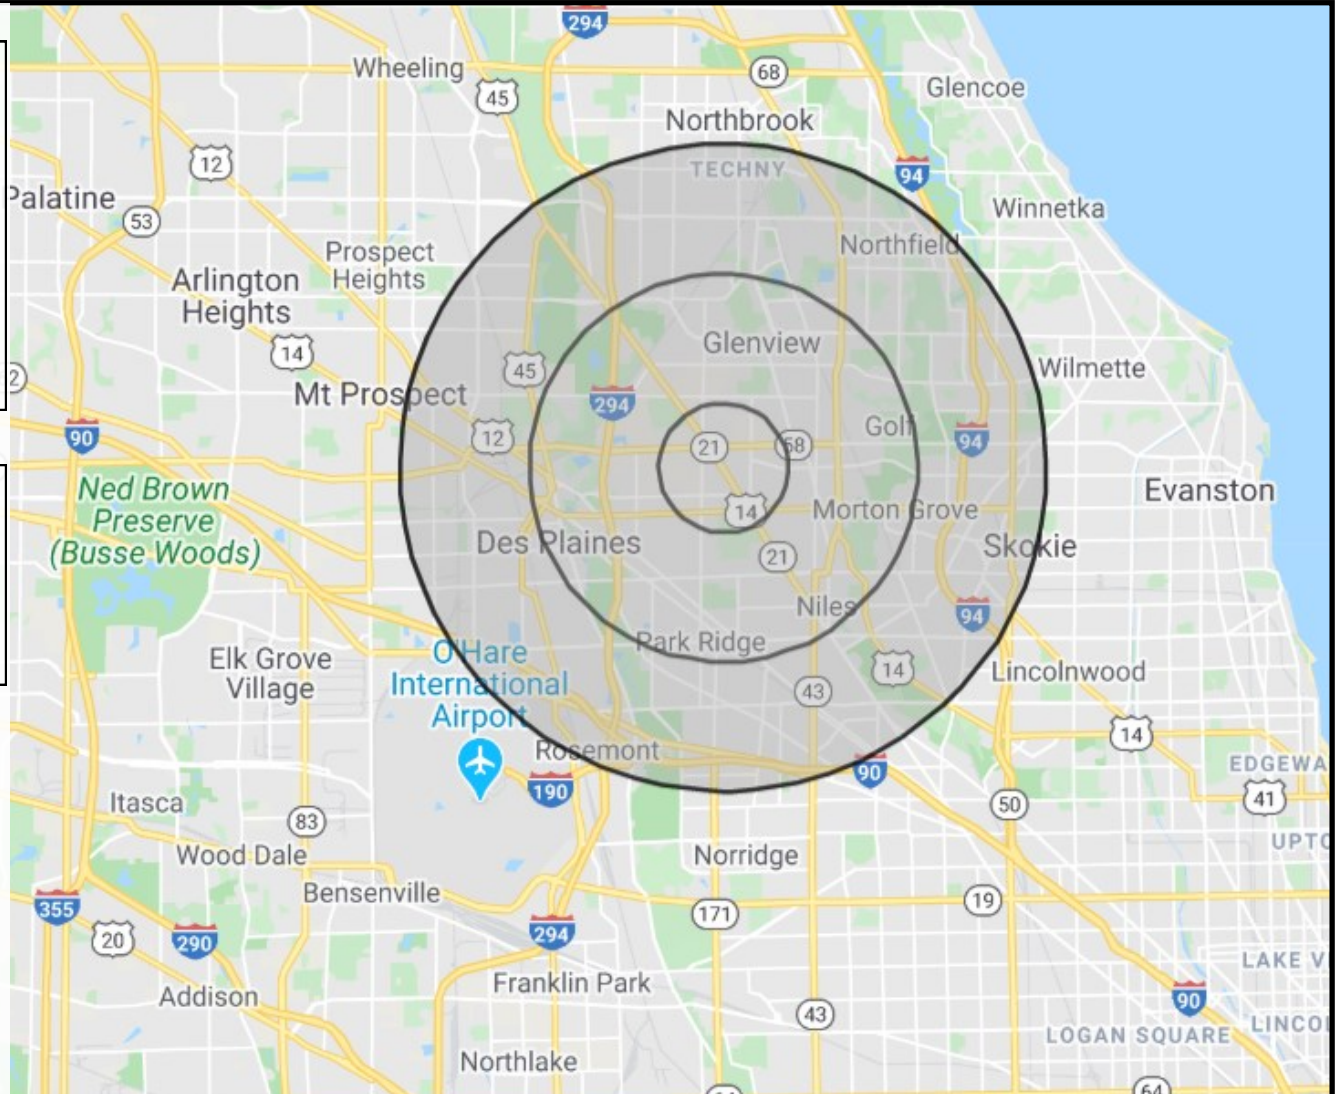 294
Wheeling
68
45
Glencoe
Northbrook
12
TECHNY
94
Palatine
53
Winnetka
Northfield
Prospect
Heights
Arlington
Heights
Glenview
14
45
Wilmette
2
Mt Prospect
294
Golf
90
12
21
68
94
Ned Brown
Preserve
(Busse Woods)
Evanston
14
Morton Grove
Des Plaines
Skokie
21
Niles
94
Park Ridge
O'Hare
International
Airport
Elk Grove
Village
14
Lincolnwood
43
14
Rosemont
90
EDGEWA
190
41
Itasca
50
83
UPTO
Wood Dale
Norridge
Bensenville
19
355
171
20
290
294
LAKE V
Franklin Park
Addison
90
43
LINCOL
LOGAN SQUARE
Northlake
64